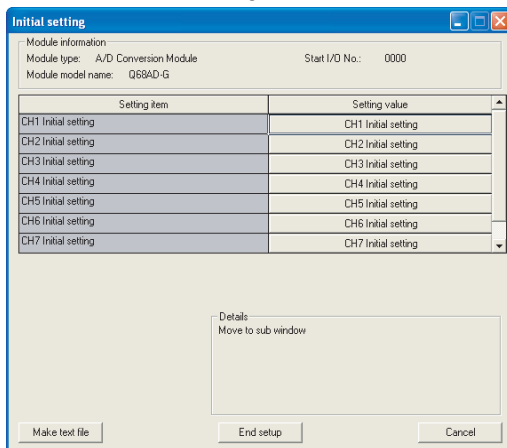 Initial setting
Module information
Module type: A/D Conversion Module Start I/O No.: 0000
Module model name: Q68AD-G
Setting item Setting value
CH1 Initial setting CH1 Initial setting
CH2 Initial setting CH2 Initial setting
CH3 Initial setting CH3 Initial setting
CH4 Initial setting CH4 Initial setting
CH5 Initial setting CH5 Initial setting
CH6 Initial setting CH6 Initial setting
CH7 Initial setting CH7 Initial setting
Details
Move to sub window
Make text file End setup Cancel